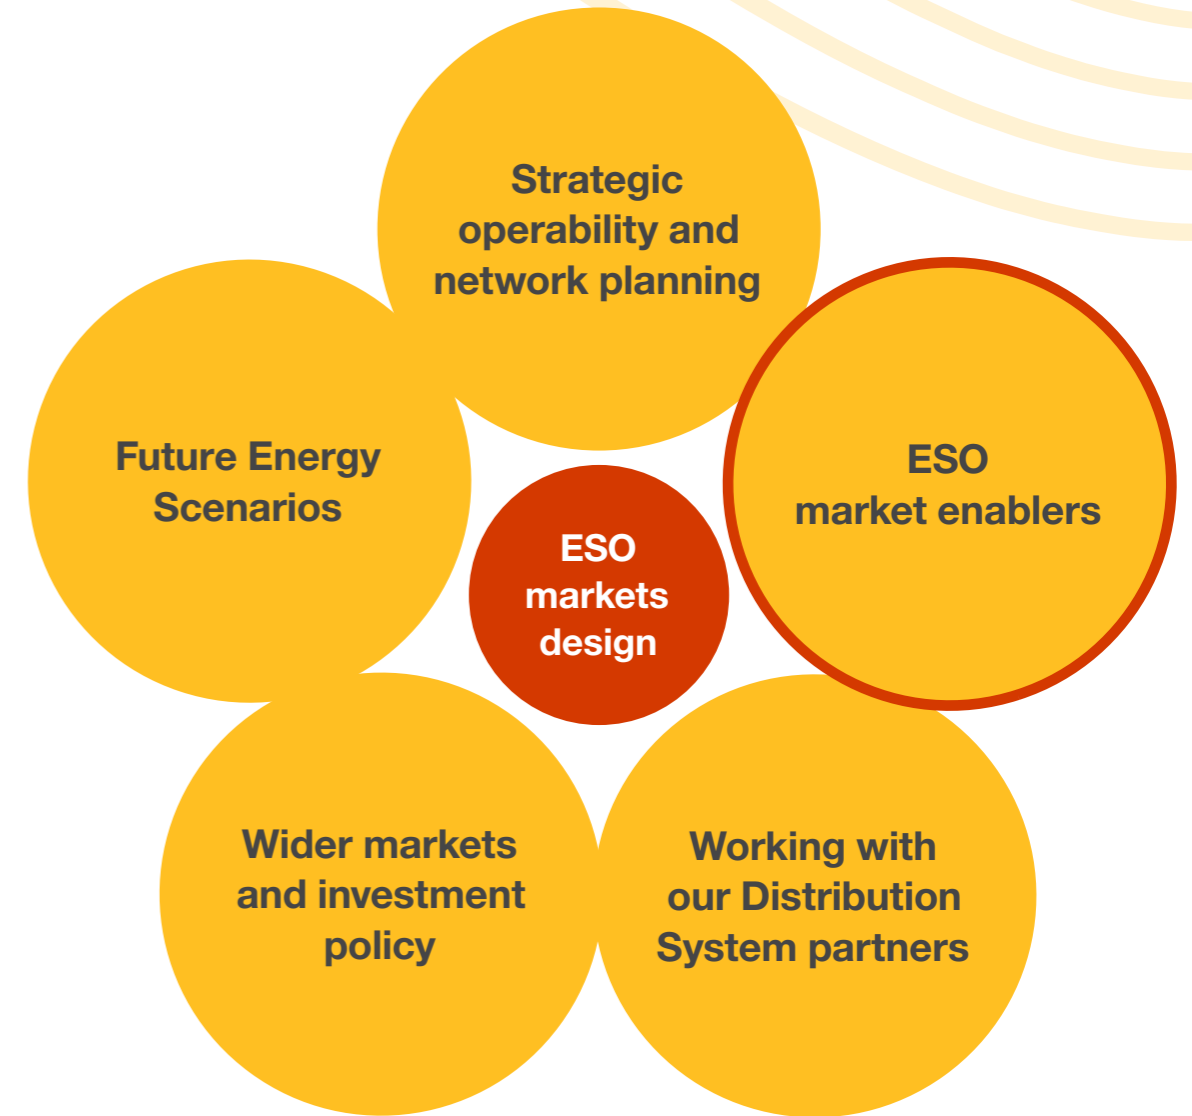 Strategic
operability and
network planning
Future Energy
Scenarios
ESO
market enablers
ESO
markets
design
Wider markets
and investment
policy
Working with
our Distribution
System partners